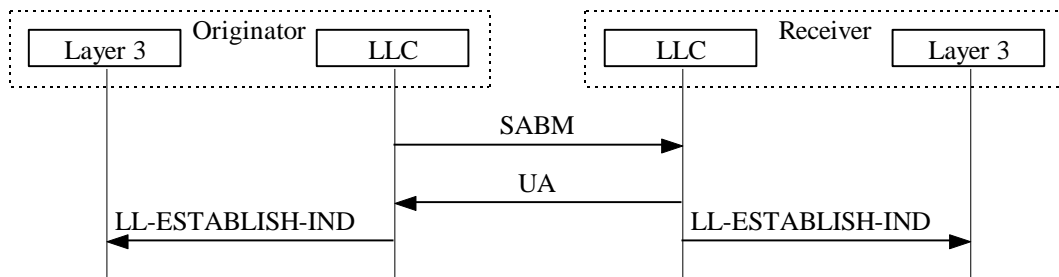 Originator
Receiver
Layer 3
LLC
LLC
Layer 3
SABM
UA
LL-ESTABLISH-IND
LL-ESTABLISH-IND